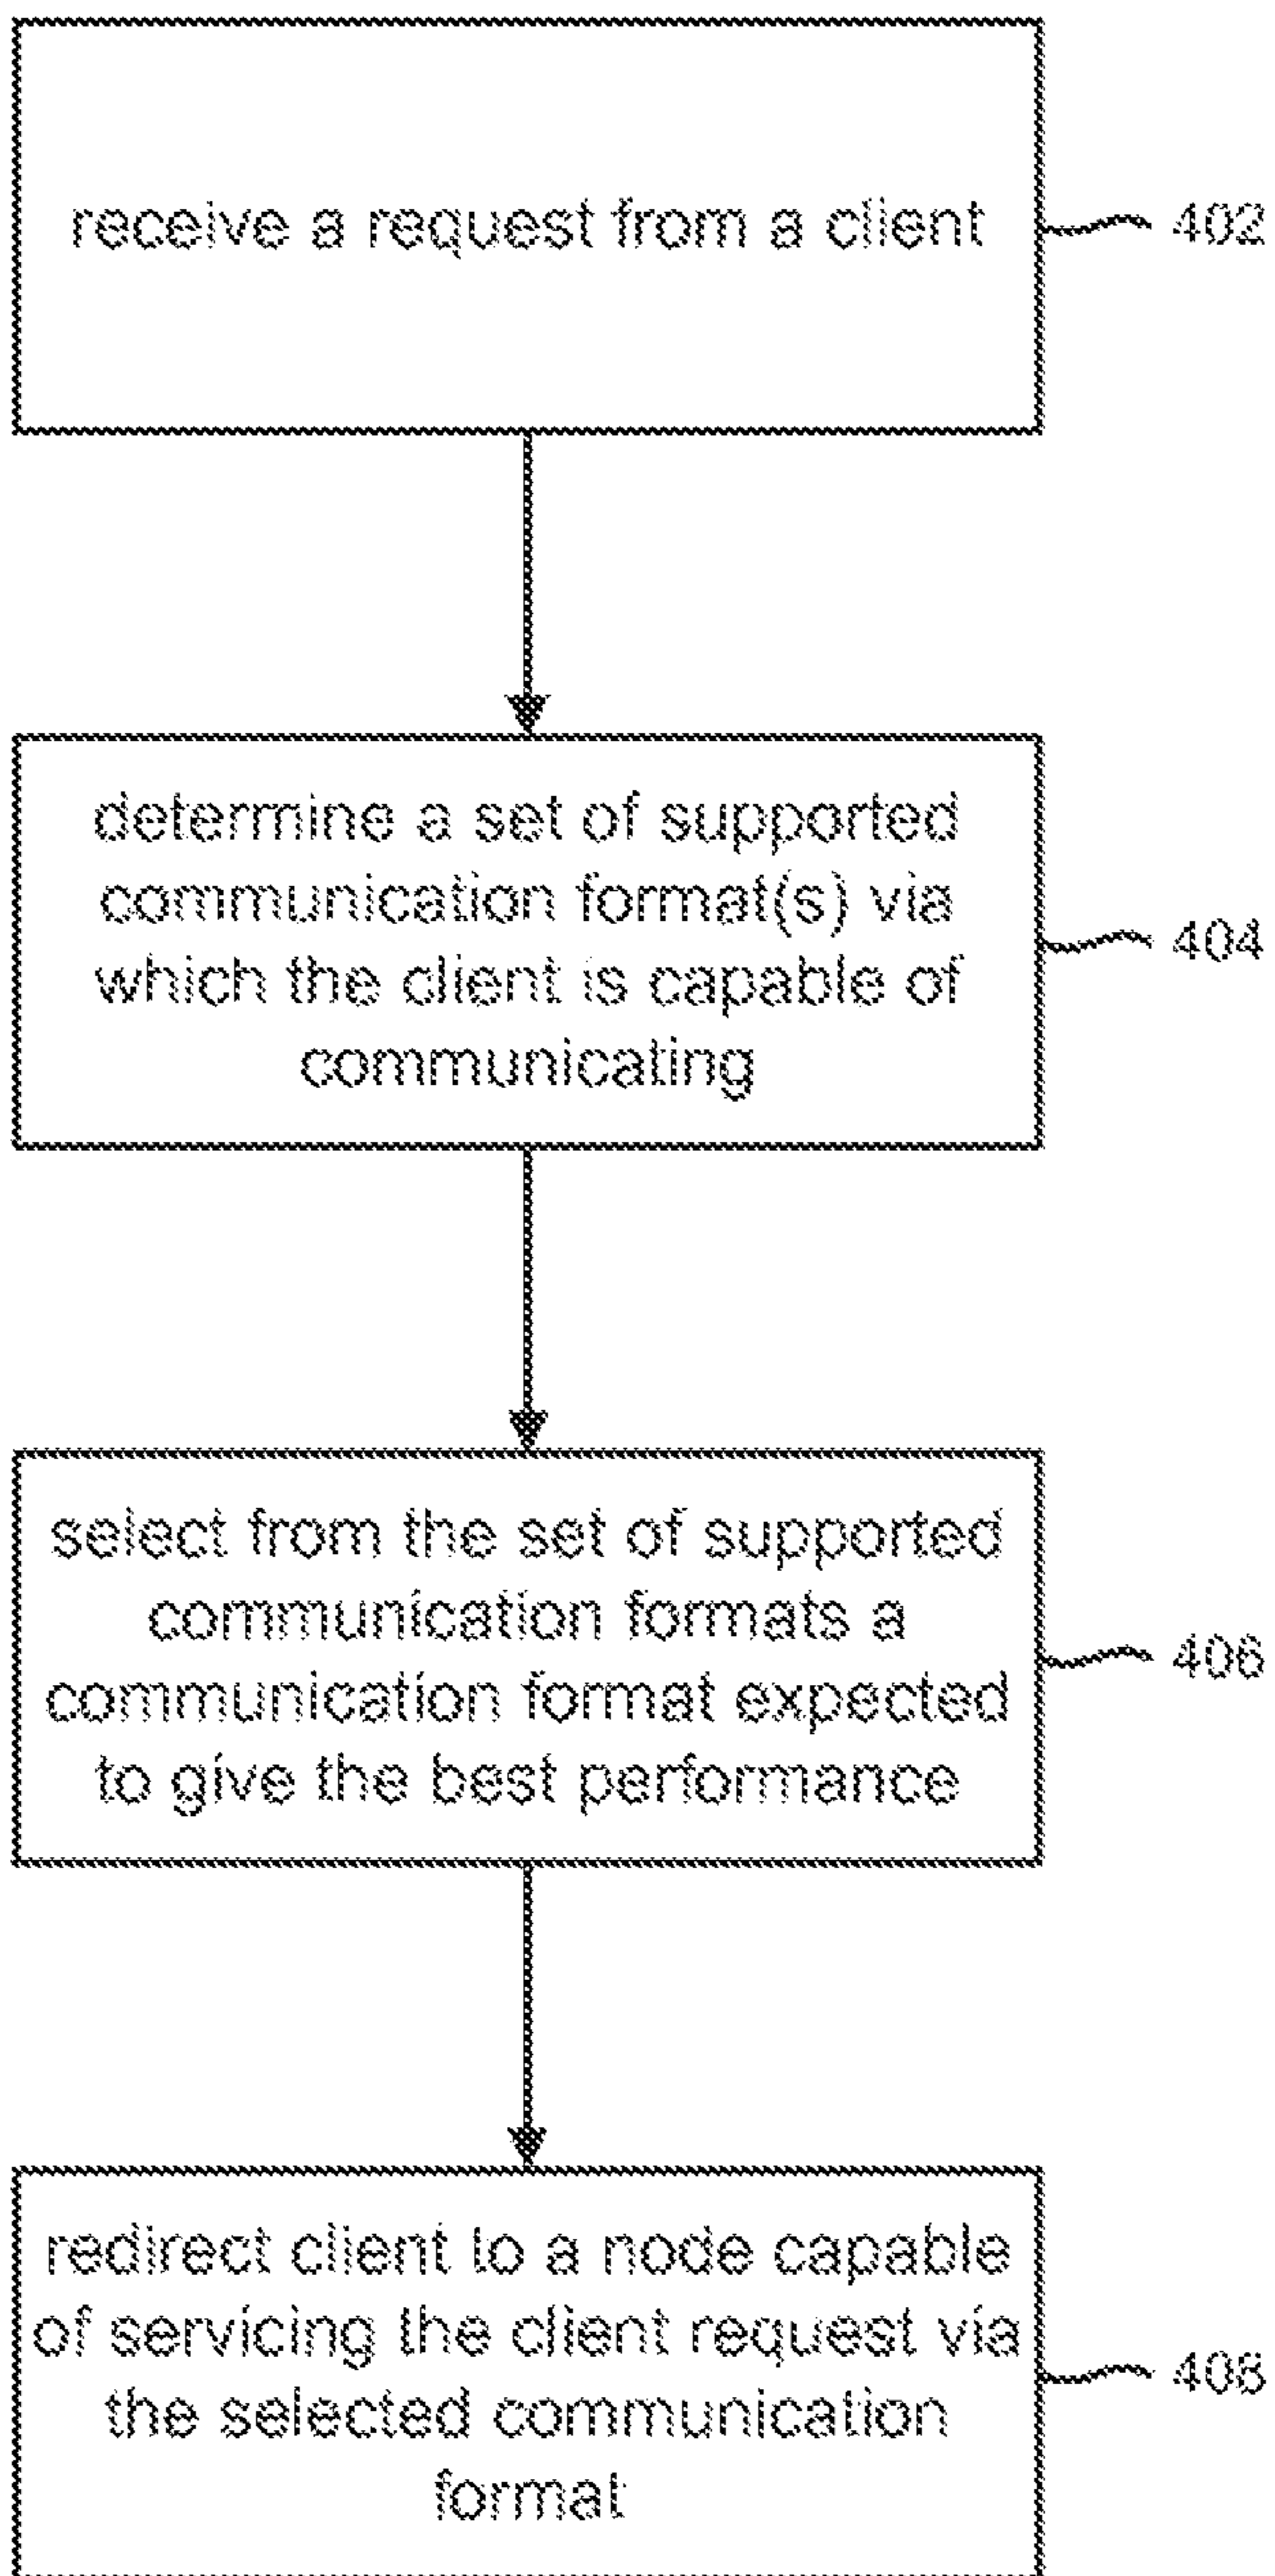 receive a request from a client
402
determine a set of supported
communication format(s) via
which the client is capable of
communicating
404
select from the set of supported
communication formats a
communication format expected
to give the best performance
406
redirect client to a node capable
of servicing the client request via
the selected communication
format
408